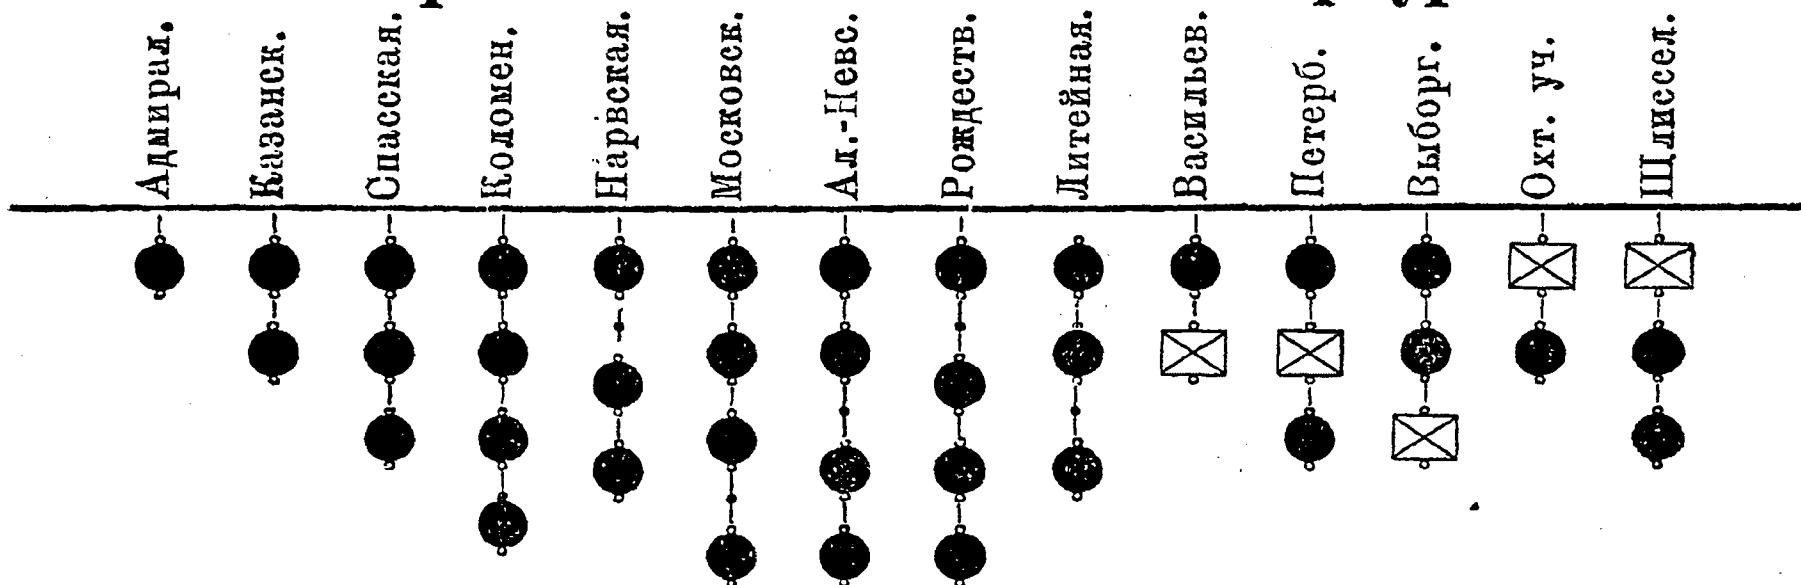 Адмирал.
Казанск.
Спасская.
Коломен.
Нарвская.
Московск.
Ал.-Невс.
Рождеств.
Литейная.
Васильев.
Петерб.
Выборг.
Охт. уч.
Шлиссел.